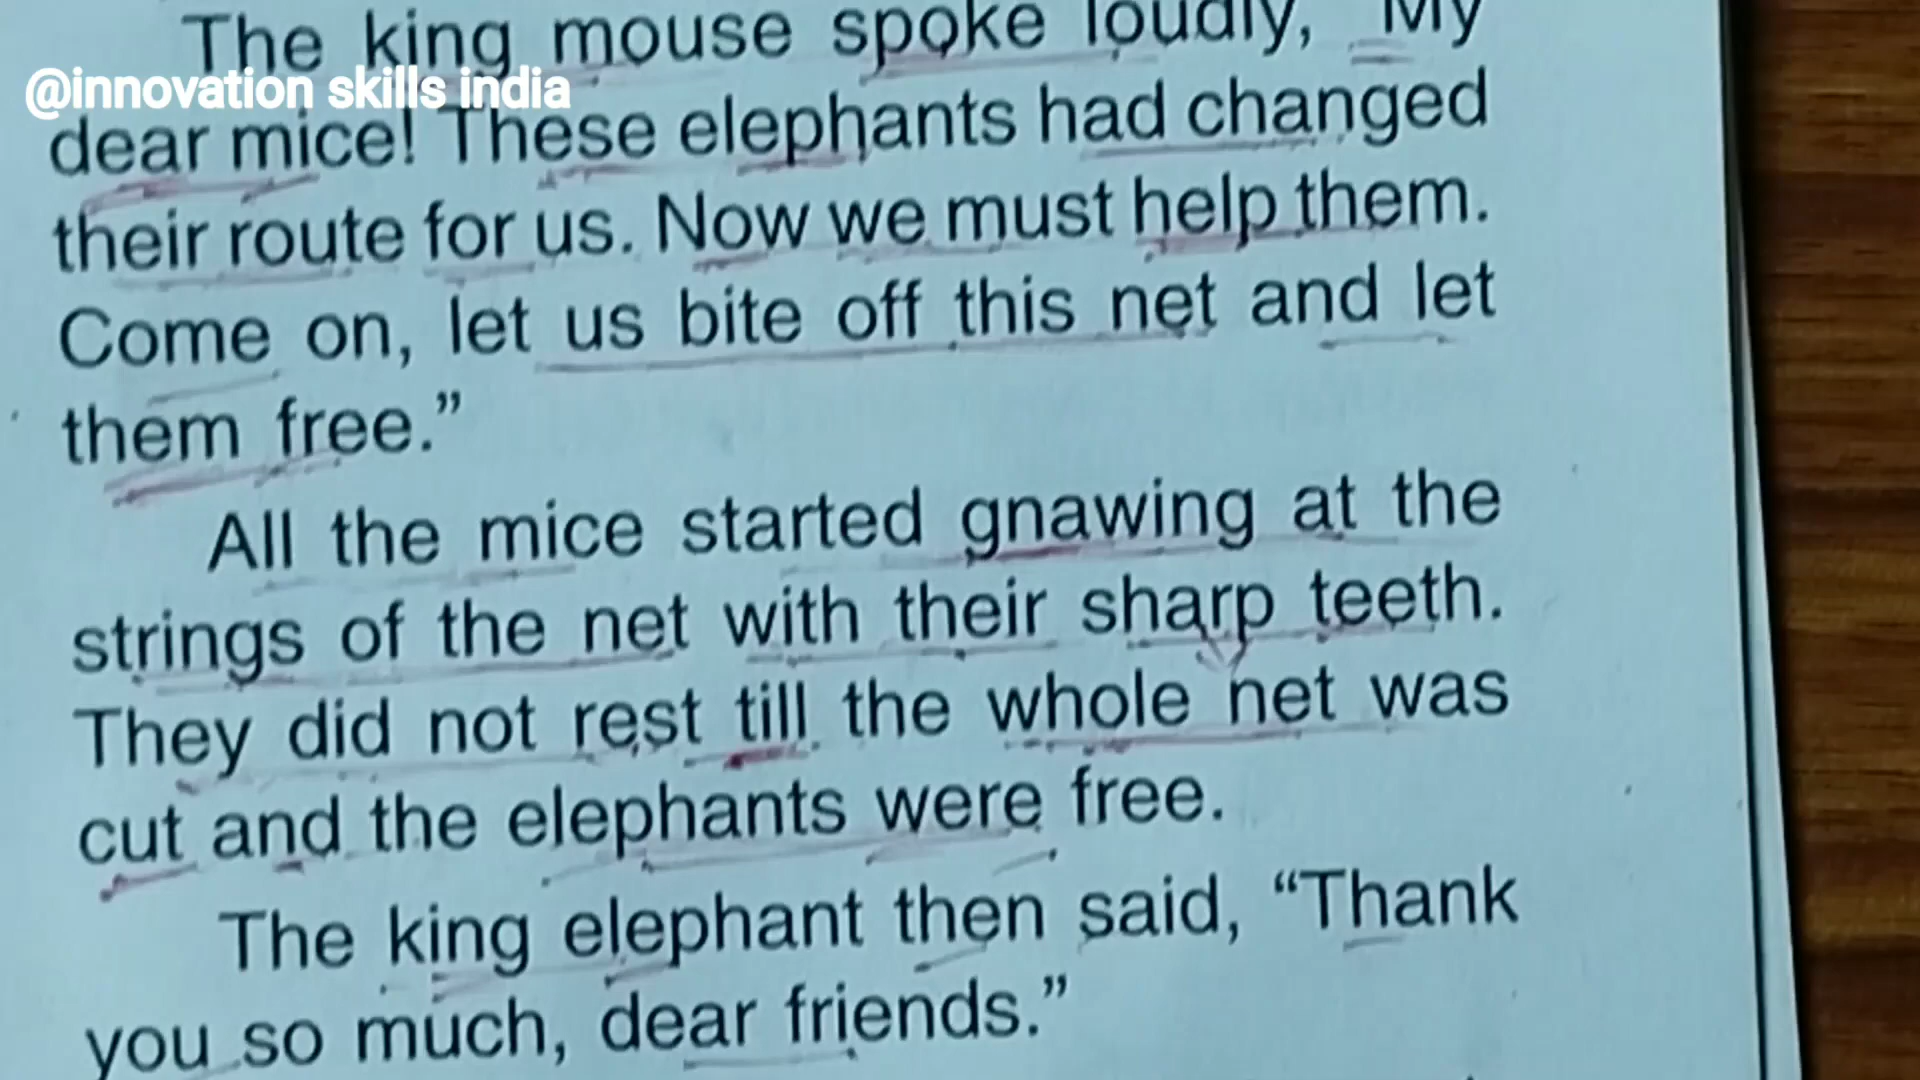 The king mouse spoke loudly, "My
@innovation skills india
dear mice! These elephants had changed
their route for us. Now we must help them.
Come on, let us bite off this net and let
them free.”
All the mice started gnawing at the
strings of the net with their sharp teeth.
They did not rest till the whole net was
cut and the elephants were free.
The king elephant then said, “Thank
you so much, dear friends.”